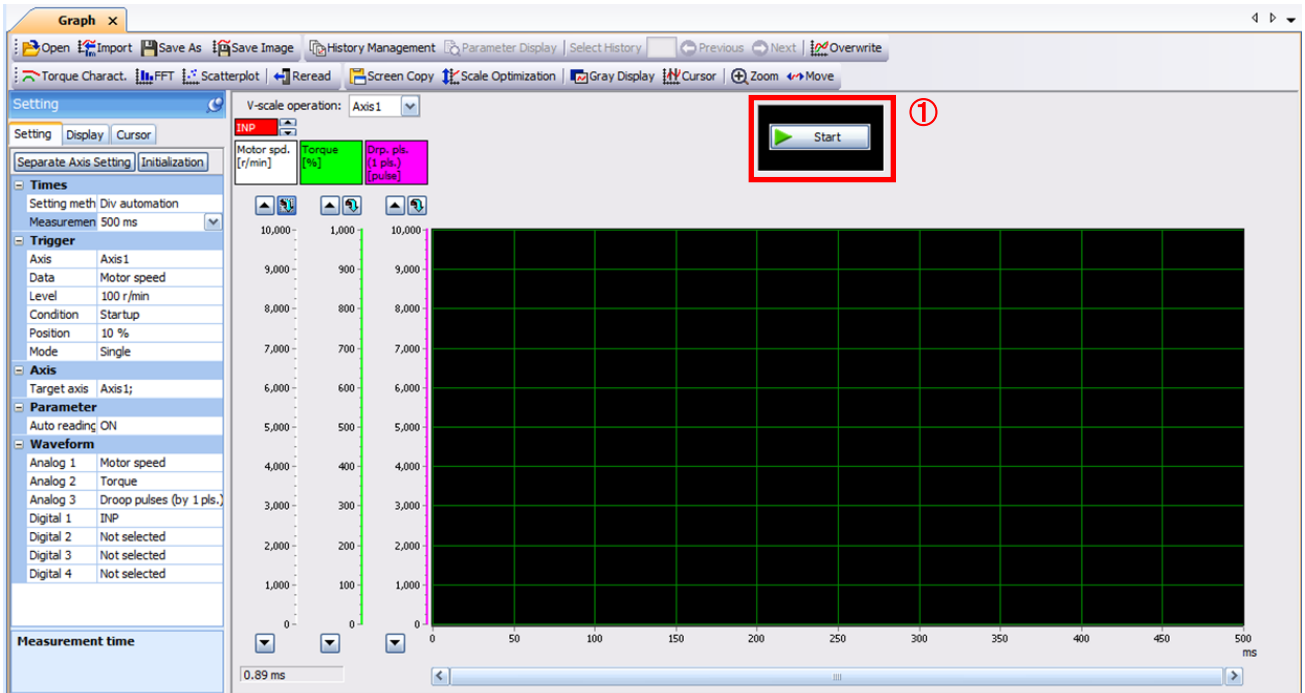 Graph
Open Import Save As Save Image History Management Parameter Display Select History Previous Next Overwrite
Torque Charact. FFT Scatterplot Reread Screen Copy Scale Optimization Gray Display Cursor Zoom Move
Setting
Setting Display Cursor
Separate Axis Setting Initialization
Times
Setting meth Div automation
Measuremen 500 ms
Trigger
Axis Axis1
Data Motor speed
Level 100 r/min
Condition Startup
Position 10 %
Mode Single
Axis
Target axis Axis1;
Parameter
Auto reading ON
Waveform
Analog 1 Motor speed
Analog 2 Torque
Analog 3 Droop pulses (by 1 pls.)
Digital 1 INP
Digital 2 Not selected
Digital 3 Not selected
Digital 4 Not selected
Measurement time
V-scale operation: Axis1
INP
Motor spd. Torque Drp. pls.
[r/min] [%] (1 pls.)
[pulse]
Start
①
10,000 1,000 10,000
9,000 900 9,000
8,000 800 8,000
7,000 700 7,000
6,000 600 6,000
5,000 500 5,000
4,000 400 4,000
3,000 300 3,000
2,000 200 2,000
1,000 100 1,000
0 0 0
0 50 100 150 200 250 300 350 400 450 500
ms
0.89 ms